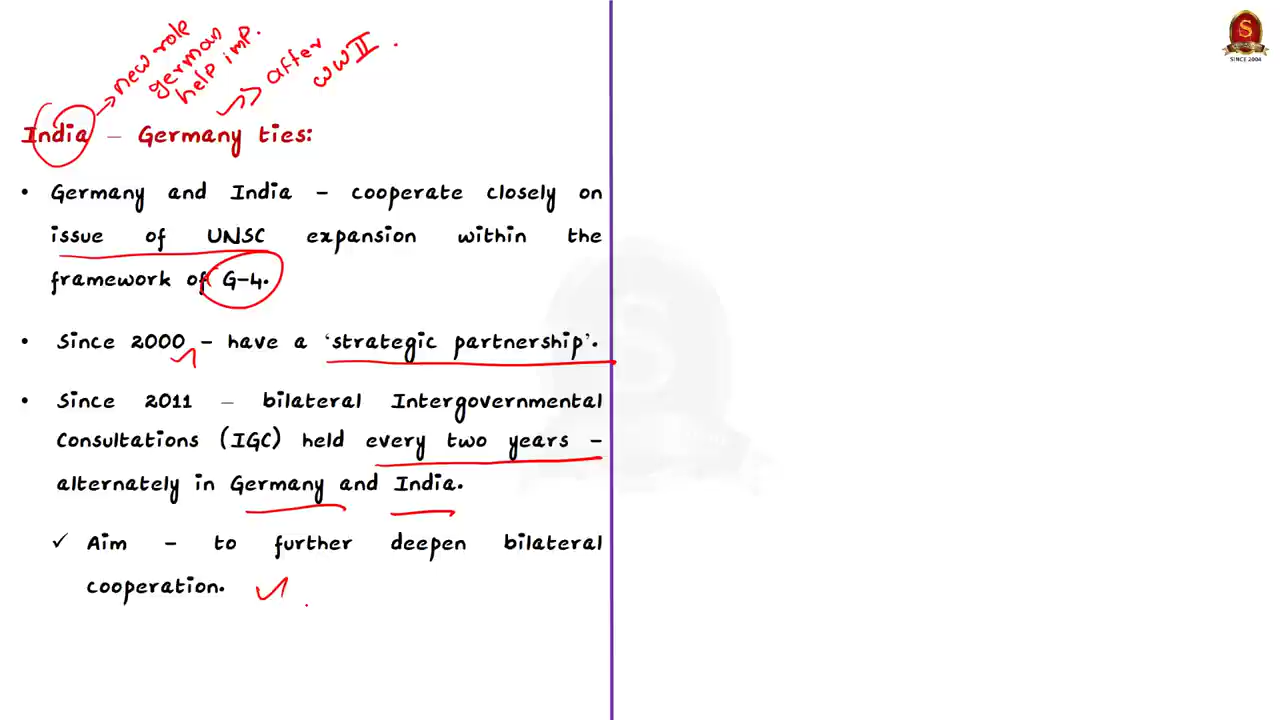 new role
german
help imp.
after
WW II.
India – Germany ties:
• Germany and India – cooperate closely on
issue of UNSC expansion within the
framework of G-4.
• Since 2000 – have a ‘strategic partnership’.
• Since 2011 – bilateral Intergovernmental
Consultations (IGC) held every two years –
alternately in Germany and India.
✓ Aim – to further deepen bilateral
cooperation.
S
SINCE 2004